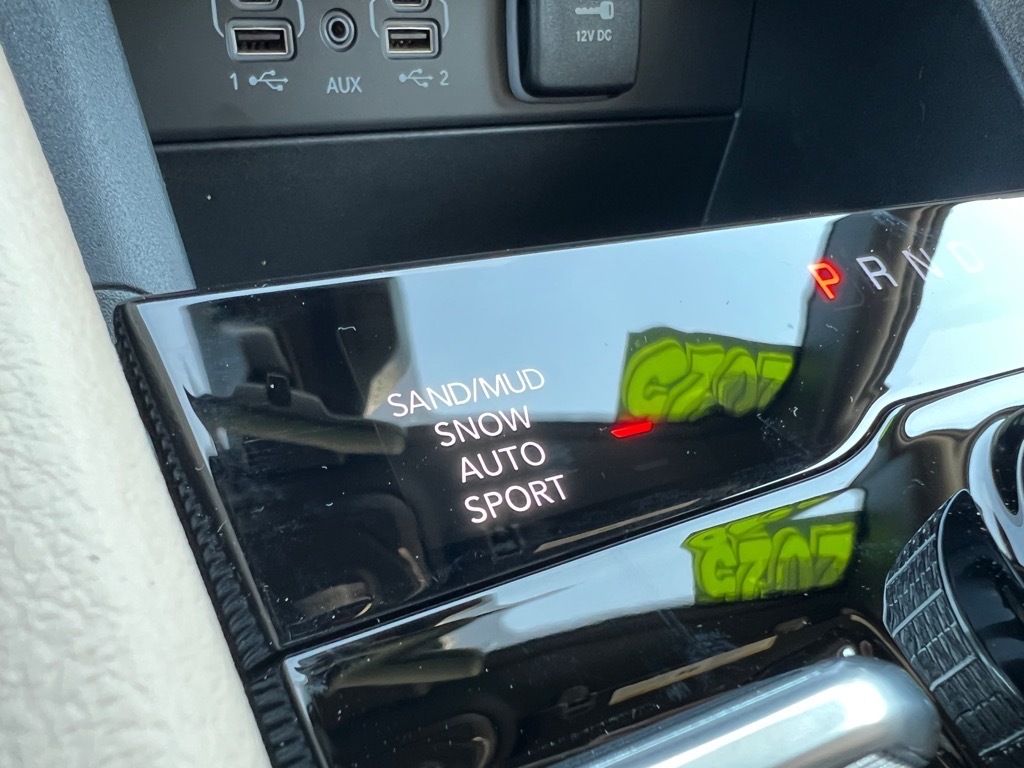 1 2
AUX
12V DC
P R N D
SAND/MUD
SNOW
AUTO
SPORT